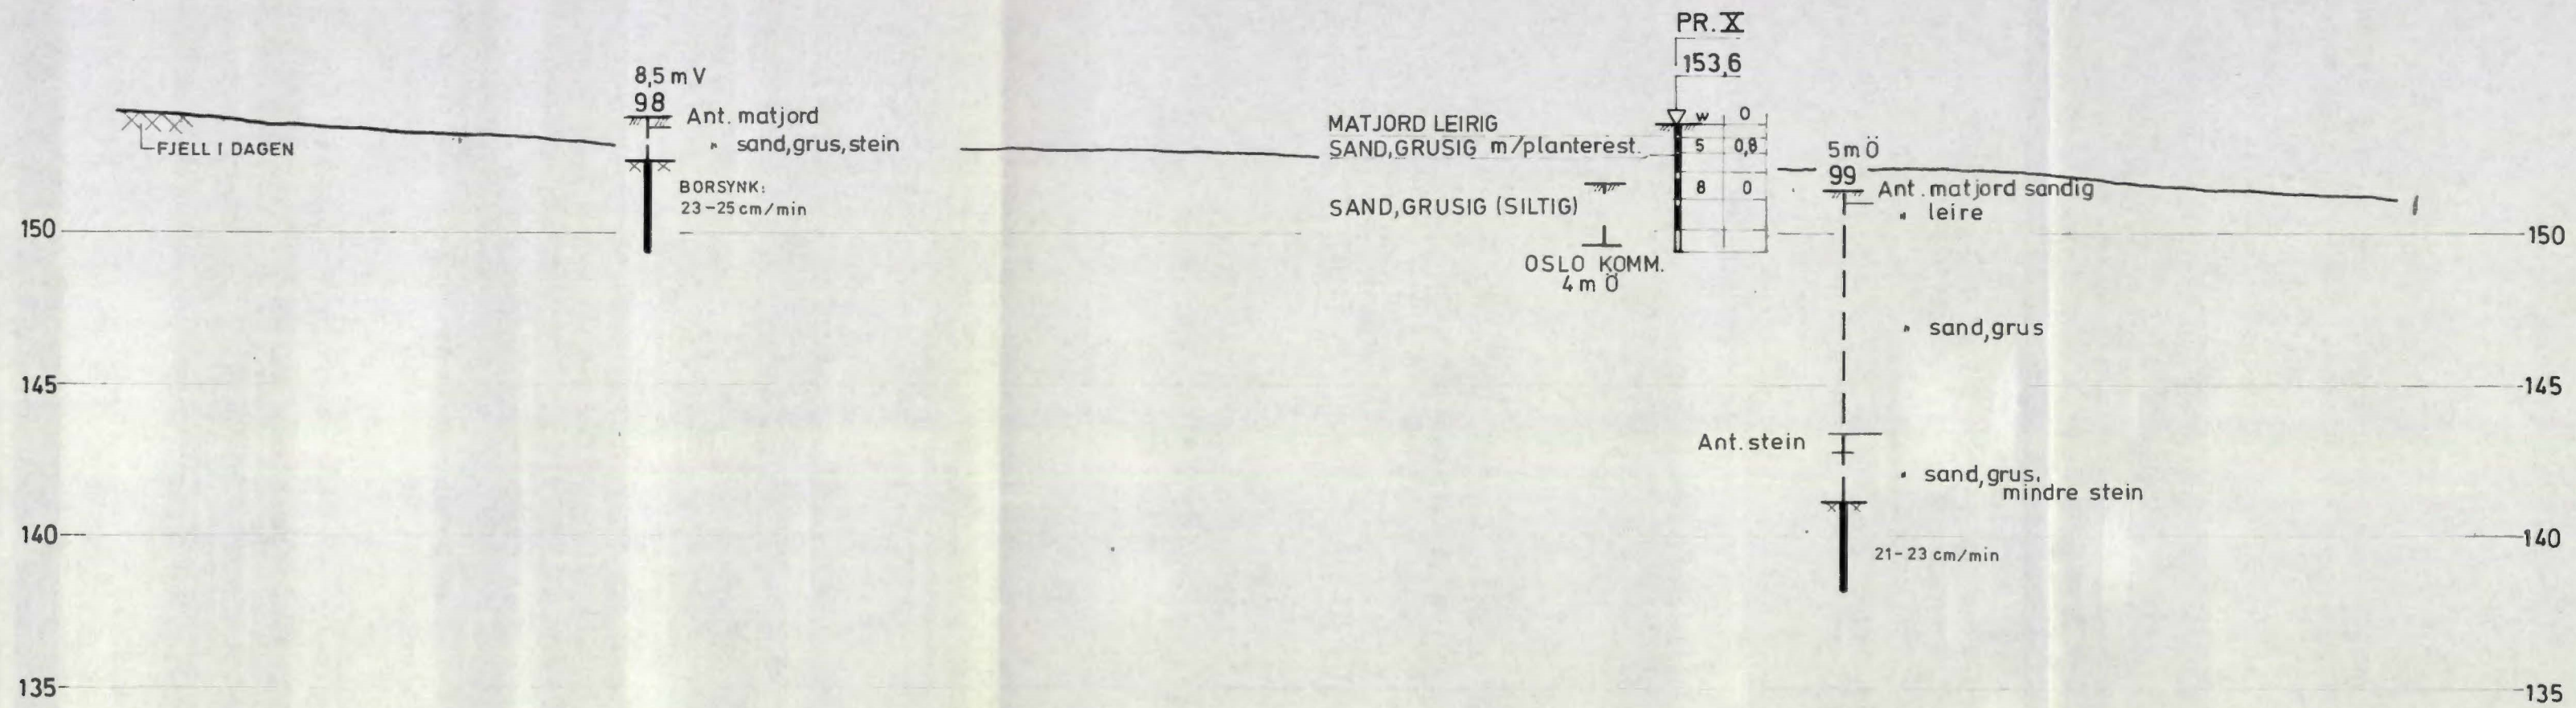 PR. X
153,6
8,5 m V
98
Ant. matjord
" sand,grus,stein
FJELL I DAGEN
BORSYNK:
23-25 cm/min
MATJORD LEIRIG
SAND,GRUSIG m/planterest.
SAND,GRUSIG (SILTIG)
w O
5 0,8
8 0
OSLO KOMM.
4 m Ö
5 m Ö
99
Ant. matjord sandig
" leire
150 150
" sand,grus
145 145
Ant. stein
" sand,grus,
mindre stein
140 140
21-23 cm/min
135 135